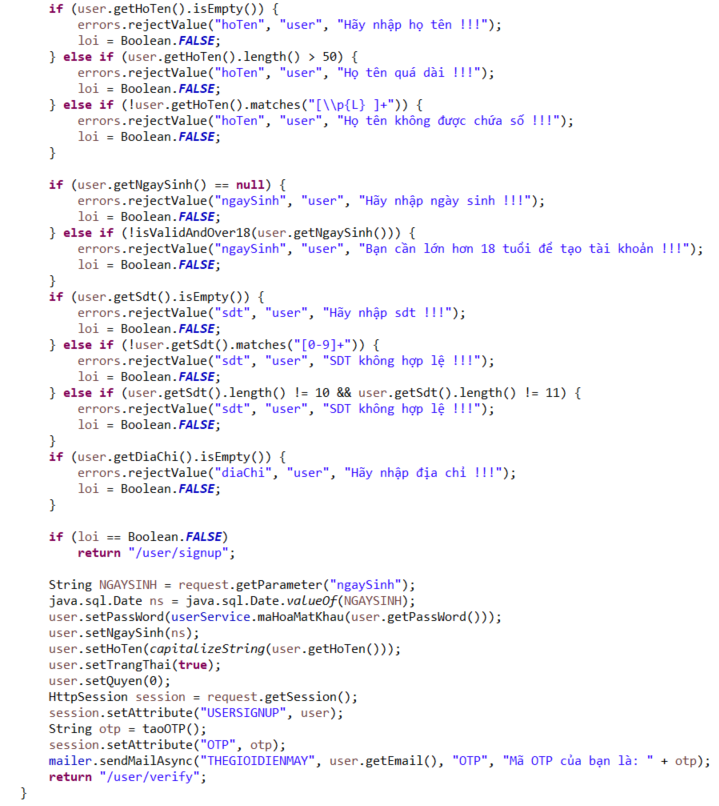 if (user.getHoTen().isEmpty()) {
errors.rejectValue("hoTen", "user", "Hãy nhập họ tên !!!");
loi = Boolean.FALSE;
} else if (user.getHoTen().length() > 50) {
errors.rejectValue("hoTen", "user", "Họ tên quá dài !!!");
loi = Boolean.FALSE;
} else if (!user.getHoTen().matches("[\\p{L} ]+")) {
errors.rejectValue("hoTen", "user", "Họ tên không được chứa số !!!");
loi = Boolean.FALSE;
}
if (user.getNgaySinh() == null) {
errors.rejectValue("ngaySinh", "user", "Hãy nhập ngày sinh !!!");
loi = Boolean.FALSE;
} else if (!isValidAndOver18(user.getNgaySinh())) {
errors.rejectValue("ngaySinh", "user", "Bạn cần lớn hơn 18 tuổi để tạo tài khoản !!!");
loi = Boolean.FALSE;
}
if (user.getSdt().isEmpty()) {
errors.rejectValue("sdt", "user", "Hãy nhập sdt !!!");
loi = Boolean.FALSE;
} else if (!user.getSdt().matches("[0-9]+")) {
errors.rejectValue("sdt", "user", "SDT không hợp lệ !!!");
loi = Boolean.FALSE;
} else if (user.getSdt().length() != 10 && user.getSdt().length() != 11) {
errors.rejectValue("sdt", "user", "SDT không hợp lệ !!!");
loi = Boolean.FALSE;
}
if (user.getDiaChi().isEmpty()) {
errors.rejectValue("diaChi", "user", "Hãy nhập địa chỉ !!!");
loi = Boolean.FALSE;
}
if (loi == Boolean.FALSE)
return "/user/signup";
String NGAYSINH = request.getParameter("ngaySinh");
java.sql.Date ns = java.sql.Date.valueOf(NGAYSINH);
user.setPassWord(userService.maHoaMatKhau(user.getPassWord()));
user.setNgaySinh(ns);
user.setHoTen(capitalizeString(user.getHoTen()));
user.setTrangThai(true);
user.setQuyen(0);
HttpSession session = request.getSession();
session.setAttribute("USERSIGNUP", user);
String otp = taoOTP();
session.setAttribute("OTP", otp);
mailer.sendMailAsync("THEGIOIDIENMAY", user.getEmail(), "OTP", "Mã OTP của bạn là: " + otp);
return "/user/verify";
}